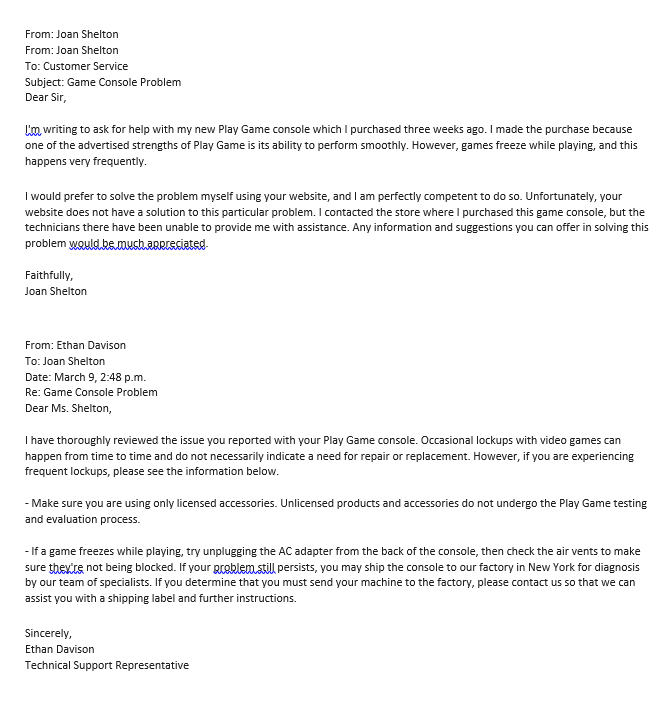 From: Joan Shelton
From: Joan Shelton
To: Customer Service
Subject: Game Console Problem
Dear Sir,
I'm writing to ask for help with my new Play Game console which I purchased three weeks ago. I made the purchase because
one of the advertised strengths of Play Game is its ability to perform smoothly. However, games freeze while playing, and this
happens very frequently.
I would prefer to solve the problem myself using your website, and I am perfectly competent to do so. Unfortunately, your
website does not have a solution to this particular problem. I contacted the store where I purchased this game console, but the
technicians there have been unable to provide me with assistance. Any information and suggestions you can offer in solving this
problem would be much appreciated.
Faithfully,
Joan Shelton
From: Ethan Davison
To: Joan Shelton
Date: March 9, 2:48 p.m.
Re: Game Console Problem
Dear Ms. Shelton,
I have thoroughly reviewed the issue you reported with your Play Game console. Occasional lockups with video games can
happen from time to time and do not necessarily indicate a need for repair or replacement. However, if you are experiencing
frequent lockups, please see the information below.
- Make sure you are using only licensed accessories. Unlicensed products and accessories do not undergo the Play Game testing
and evaluation process.
- If a game freezes while playing, try unplugging the AC adapter from the back of the console, then check the air vents to make
sure they're not being blocked. If your problem still persists, you may ship the console to our factory in New York for diagnosis
by our team of specialists. If you determine that you must send your machine to the factory, please contact us so that we can
assist you with a shipping label and further instructions.
Sincerely,
Ethan Davison
Technical Support Representative